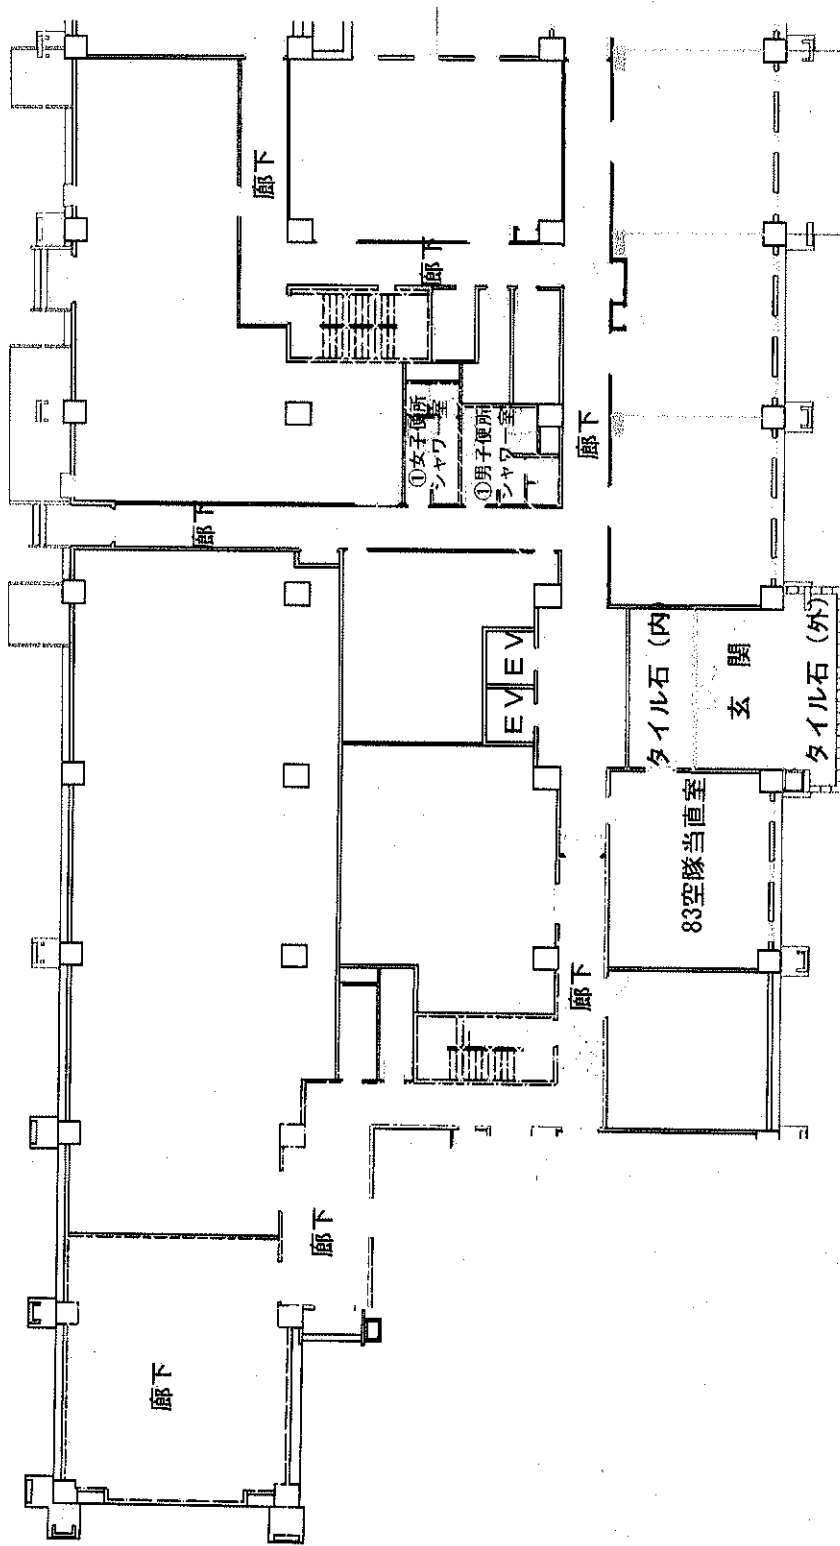 廊下
廊下
廊下
①女子便所
シャワー室
①男子便所
シャワー室
廊下
EV
EV
タイル石（内
玄関
タイル石（外）
83空隊当直室
廊下
廊下
廊下